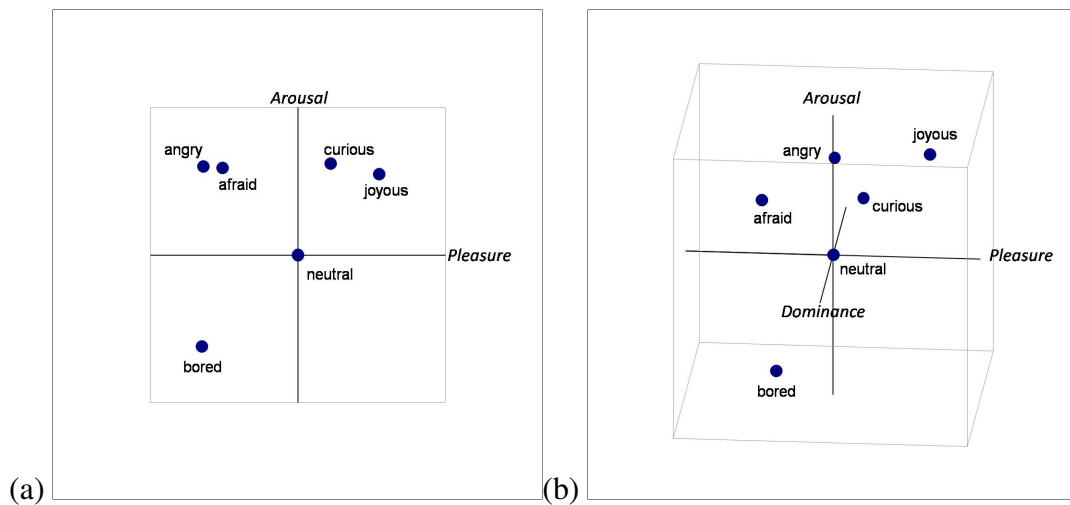 Arousal
angry
afraid
curious
joyous
Pleasure
neutral
bored
(a)
Arousal
joyous
angry
afraid
curious
Pleasure
neutral
Dominance
bored
(b)